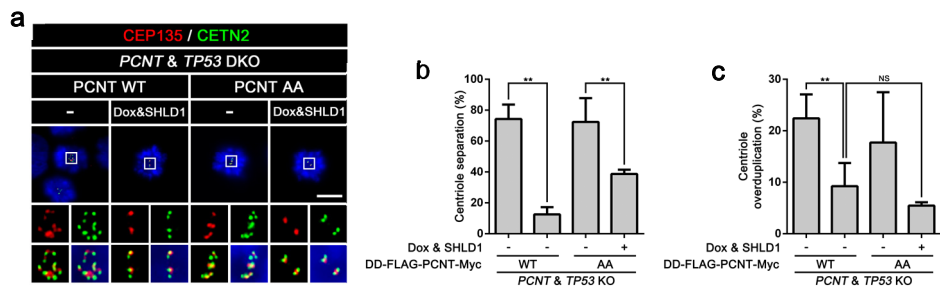 a
CEP135 / CETN2
PCNT & TP53 DKO
PCNT WT PCNT AA
– Dox&SHLD1 – Dox&SHLD1
b
Centriole separation (%)
100
80
60
40
20
0
** **
Dox & SHLD1 - - - +
DD-FLAG-PCNT-Myc WT AA
PCNT & TP53 KO
c
Centriole
overduplication (%)
30
20
10
0
** NS
Dox & SHLD1 - - - +
DD-FLAG-PCNT-Myc WT AA
PCNT & TP53 KO